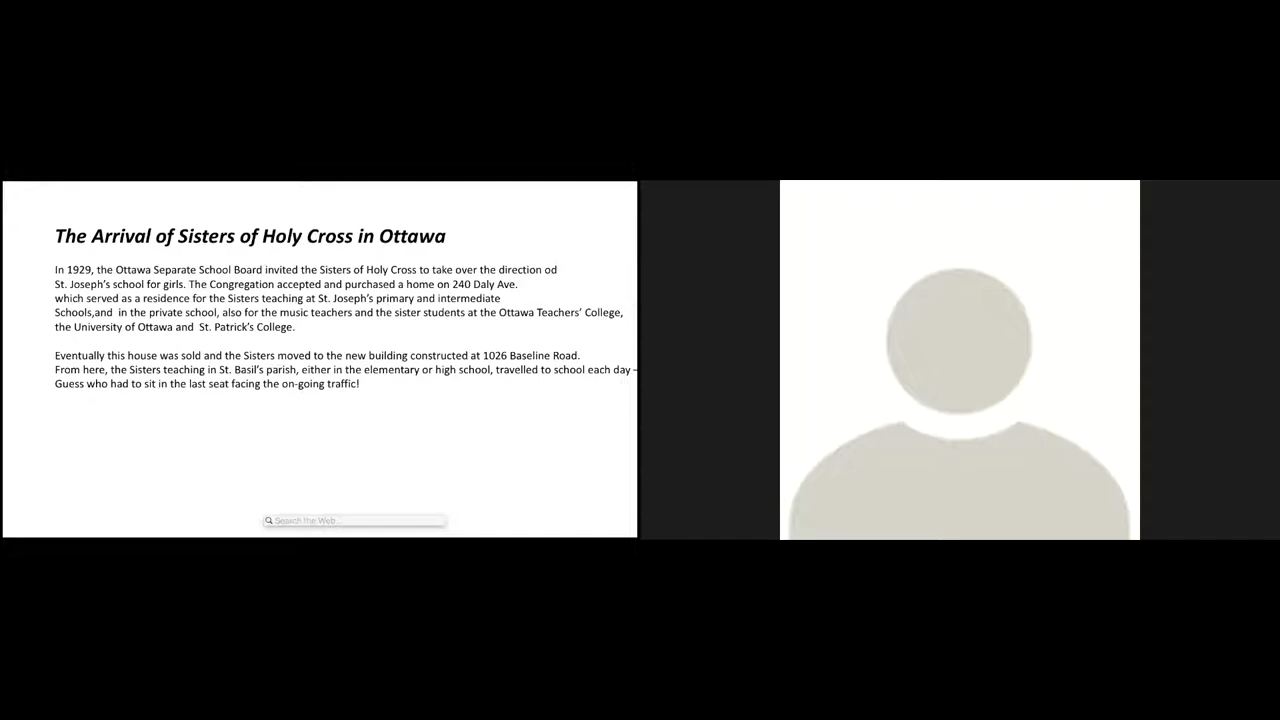 The Arrival of Sisters of Holy Cross in Ottawa
In 1929, the Ottawa Separate School Board invited the Sisters of Holy Cross to take over the direction od
St. Joseph's school for girls. The Congregation accepted and purchased a home on 240 Daly Ave.
which served as a residence for the Sisters teaching at St. Joseph's primary and intermediate
Schools,and  in the private school, also for the music teachers and the sister students at the Ottawa Teachers' College,
the University of Ottawa and  St. Patrick's College.
Eventually this house was sold and the Sisters moved to the new building constructed at 1026 Baseline Road.
From here, the Sisters teaching in St. Basil's parish, either in the elementary or high school, travelled to school each day –
Guess who had to sit in the last seat facing the on-going traffic!
Search the Web...